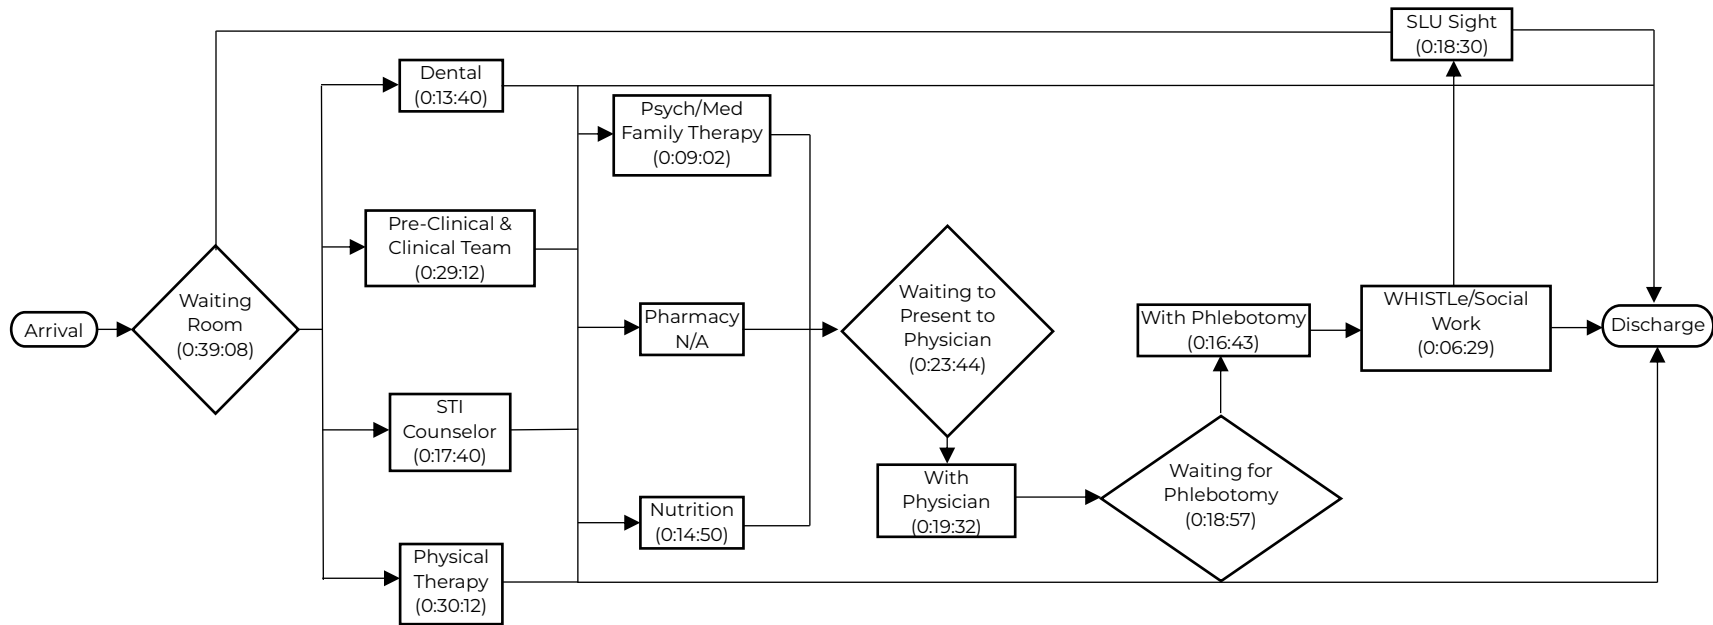 SLU Sight
(0:18:30)
Dental
(0:13:40)
Psych/Med
Family Therapy
(0:09:02)
Pre-Clinical &
Clinical Team
(0:29:12)
Arrival
Waiting
Room
(0:39:08)
Pharmacy
N/A
Waiting to
Present to
Physician
(0:23:44)
With Phlebotomy
(0:16:43)
WHISTLe/Social
Work
(0:06:29)
Discharge
STI
Counselor
(0:17:40)
With
Physician
(0:19:32)
Waiting for
Phlebotomy
(0:18:57)
Nutrition
(0:14:50)
Physical
Therapy
(0:30:12)